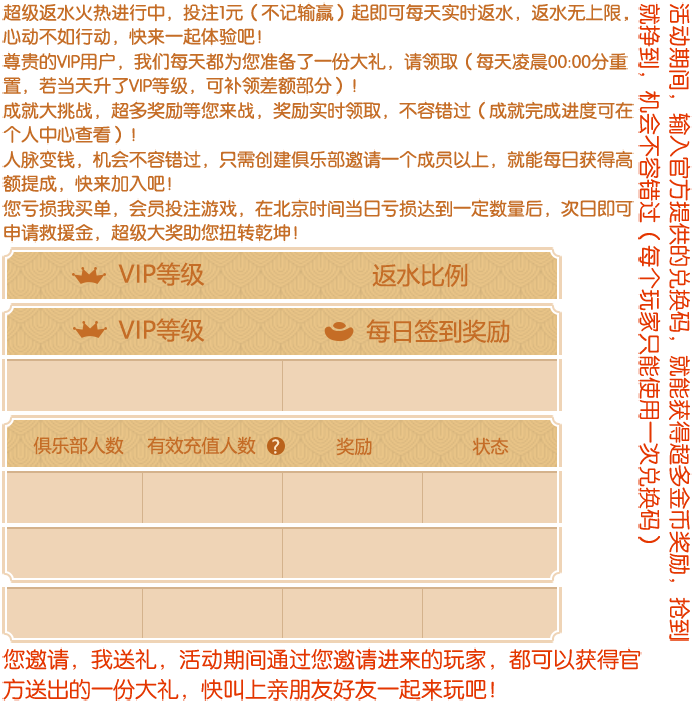 超级返水火热进行中，投注1元（不记输赢）起即可每天实时返水，返水无上限，
心动不如行动，快来一起体验吧！
尊贵的VIP用户，我们每天都为您准备了一份大礼，请领取（每天凌晨00:00分重
置，若当天升了VIP等级，可补领差额部分）！
成就大挑战，超多奖励等您来战，奖励实时领取，不容错过（成就完成进度可在
个人中心查看）！
人脉变钱，机会不容错过，只需创建俱乐部邀请一个成员以上，就能每日获得高
额提成，快来加入吧！
您亏损我买单，会员投注游戏，在北京时间当日亏损达到一定数量后，次日即可
申请救援金，超级大奖助您扭转乾坤！
VIP等级 返水比例
VIP等级 每日签到奖励
俱乐部人数 有效充值人数 ? 奖励 状态
您邀请，我送礼，活动期间通过您邀请进来的玩家，都可以获得官
方送出的一份大礼，快叫上亲朋友好友一起来玩吧！
活动期间，输入官方提供的兑换码，就能获得超多金币奖励，抢到
就挣到，机会不容错过（每个玩家只能使用一次兑换码）